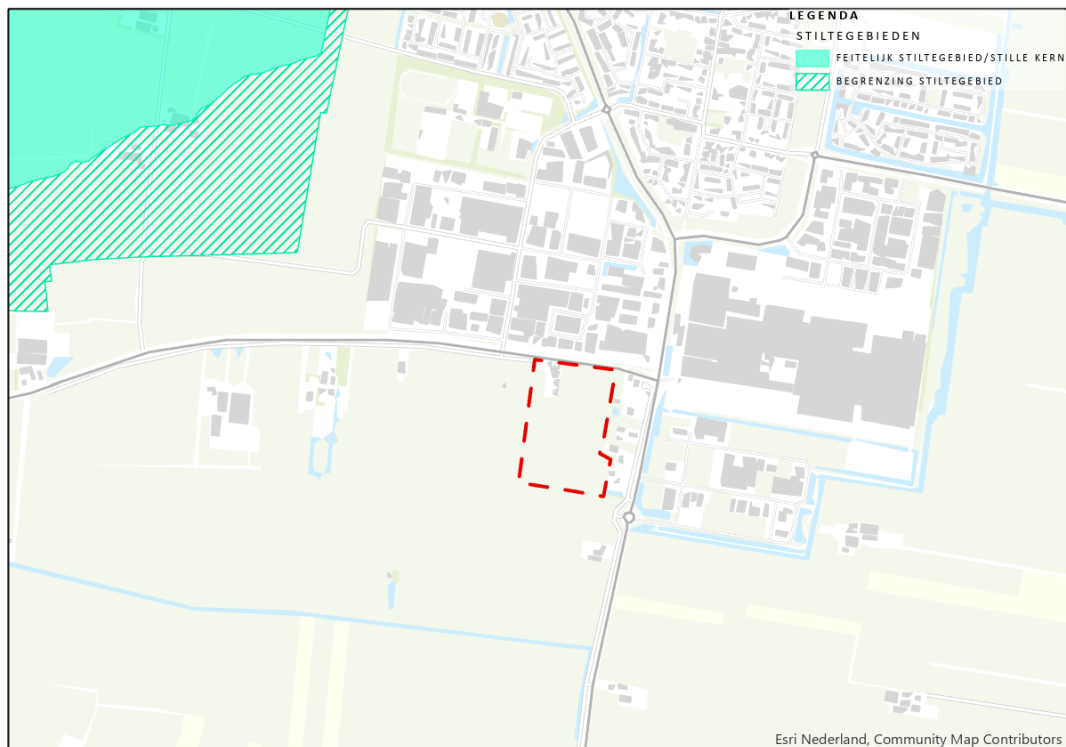 LEGENDA
STILTEGEBIEDEN
FEITELIJK STILTEGEBIED/STILLE KERN
BEGRENZING STILTEGEBIED
Esri Nederland, Community Map Contributors